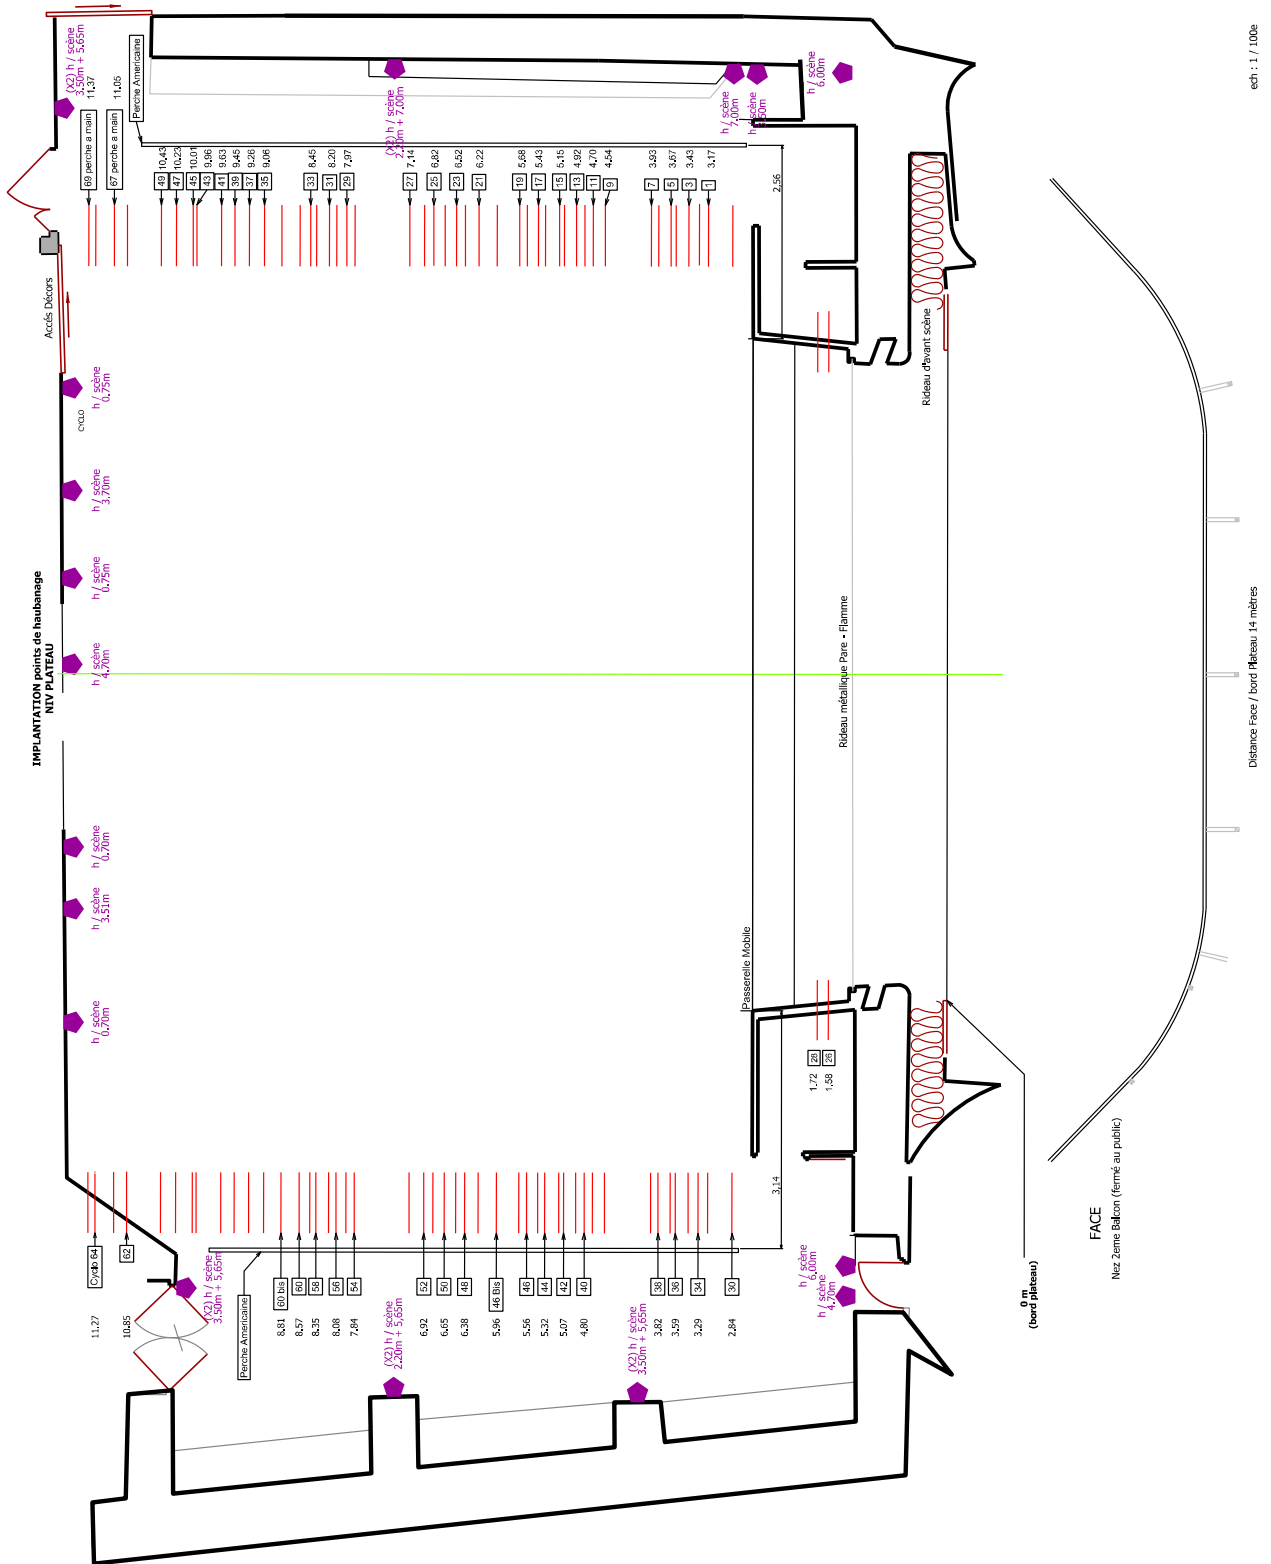 IMPLANTATION points de haubanage
NIV PLATEAU
ech : 1 / 100e
(X2) h / scène
3.50m + 5.65m
69 perche a main
11.37
67 perche a main
11.05
Perche Americaine
Accés Décors
CYCLO
h / scène
0.75m
h / scène
3.70m
h / scène
0.75m
h / scène
4.70m
h / scène
0.70m
h / scène
3.51m
h / scène
0.70m
49
10.43
47
10.23
45
10.01
43
9.96
41
9.63
39
9.45
37
9.26
35
9.06
33
8.45
31
8.20
29
7.97
27
7.14
25
6.82
23
6.52
21
6.22
19
5.68
17
5.43
15
5.15
13
4.92
11
4.70
9
4.54
7
3.93
5
3.67
3
3.43
1
3.17
(X2) h / scène
2.20m + 7.00m
h / scène
7.00m
h / scène
h / scène
6.00m
2,56
Rideau d'avant scène
Rideau métallique Pare - Flamme
Passerelle Mobile
28
1.72
26
1.58
3,14
Cyclo 64
11.27
62
10.85
(X2) h / scène
3.50m + 5,65m
Perche Americaine
60 bis
8.81
60
8.57
58
8.35
56
8.08
54
7.84
52
6.92
50
6.65
48
6.38
46 Bis
5.96
46
5.56
44
5.32
42
5.07
40
4.80
38
3.82
36
3.59
34
3.29
30
2.84
(X2) h / scène
2.20m + 5,65m
(X2) h / scène
3.50m + 5,65m
h / scène
6.00m
h / scène
4.70m
0 m
(bord plateau)
FACE
Nez 2eme Balcon (fermé au public)
Distance Face / bord Plateau 14 mètres